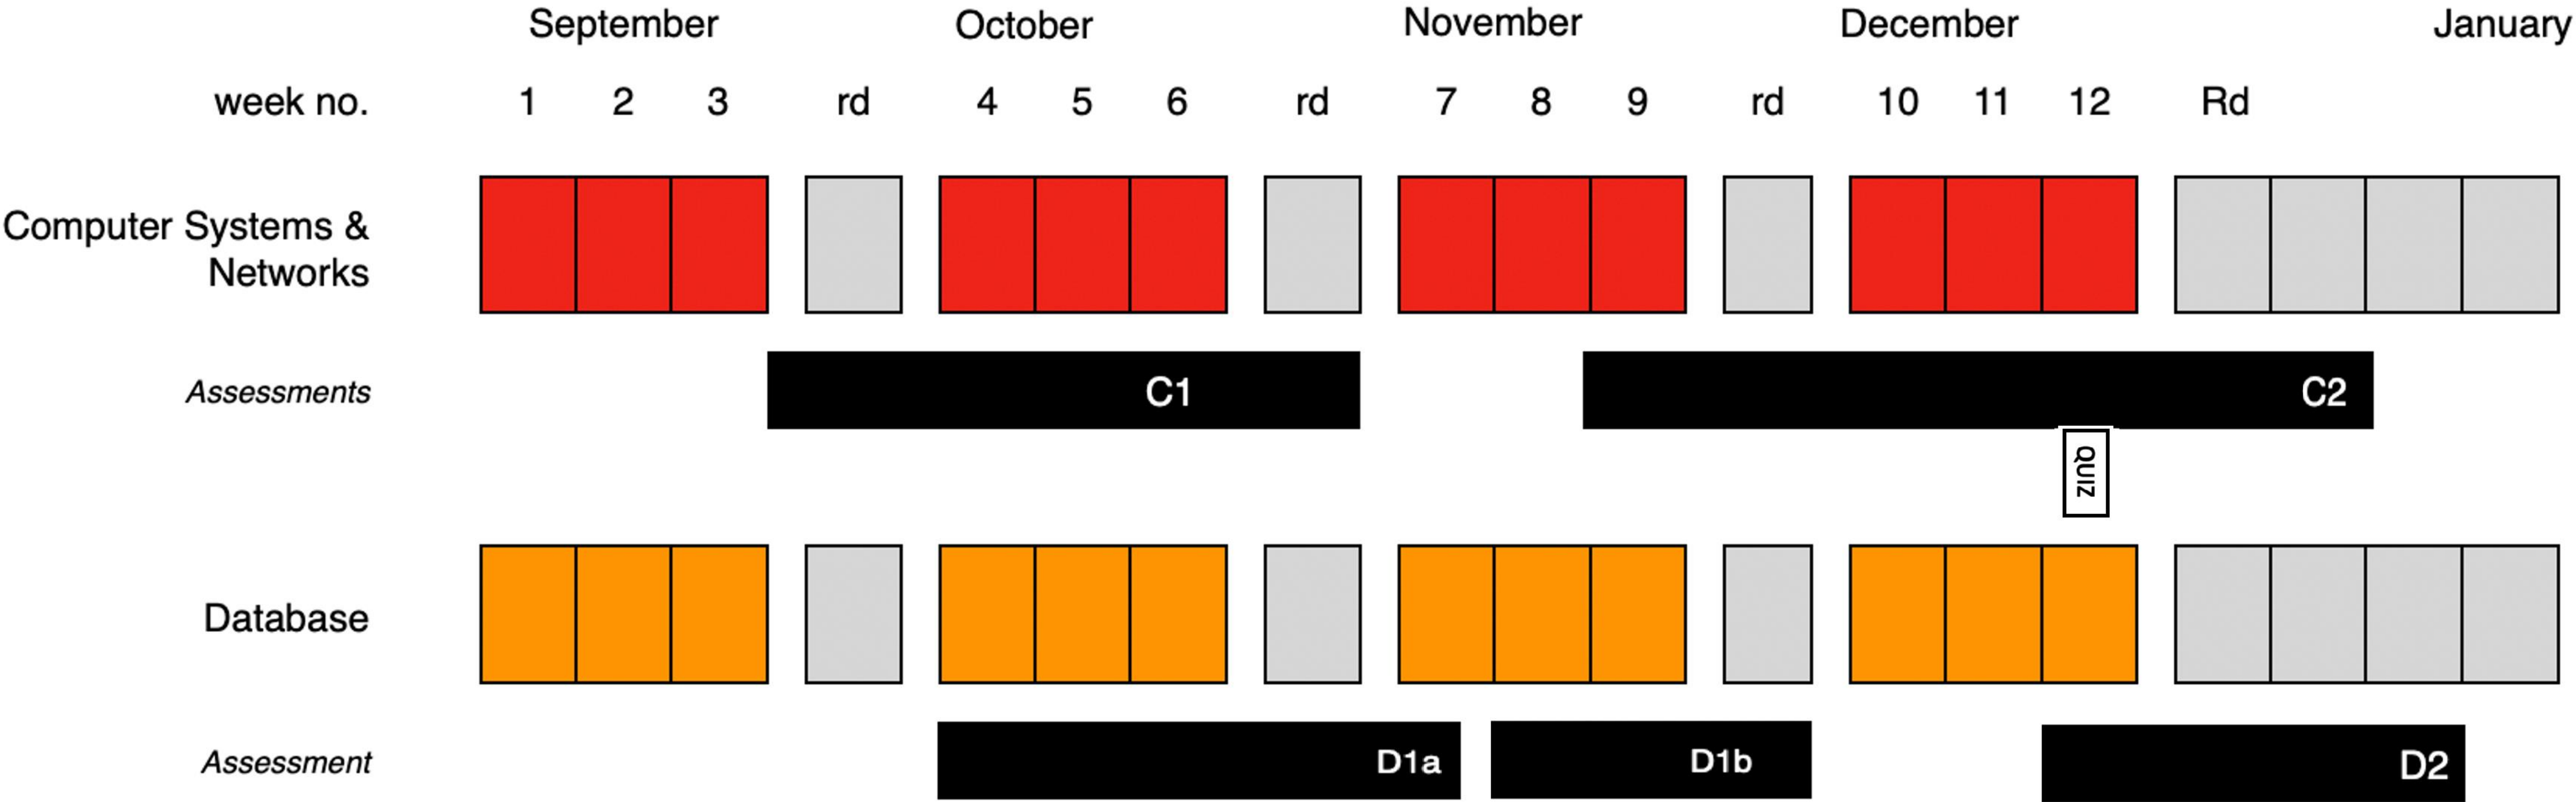 September October November December January
week no. 1 2 3 rd 4 5 6 rd 7 8 9 rd 10 11 12 Rd
Computer Systems &
Networks
Assessments C1 C2
QUIZ
Database
Assessment D1a D1b D2